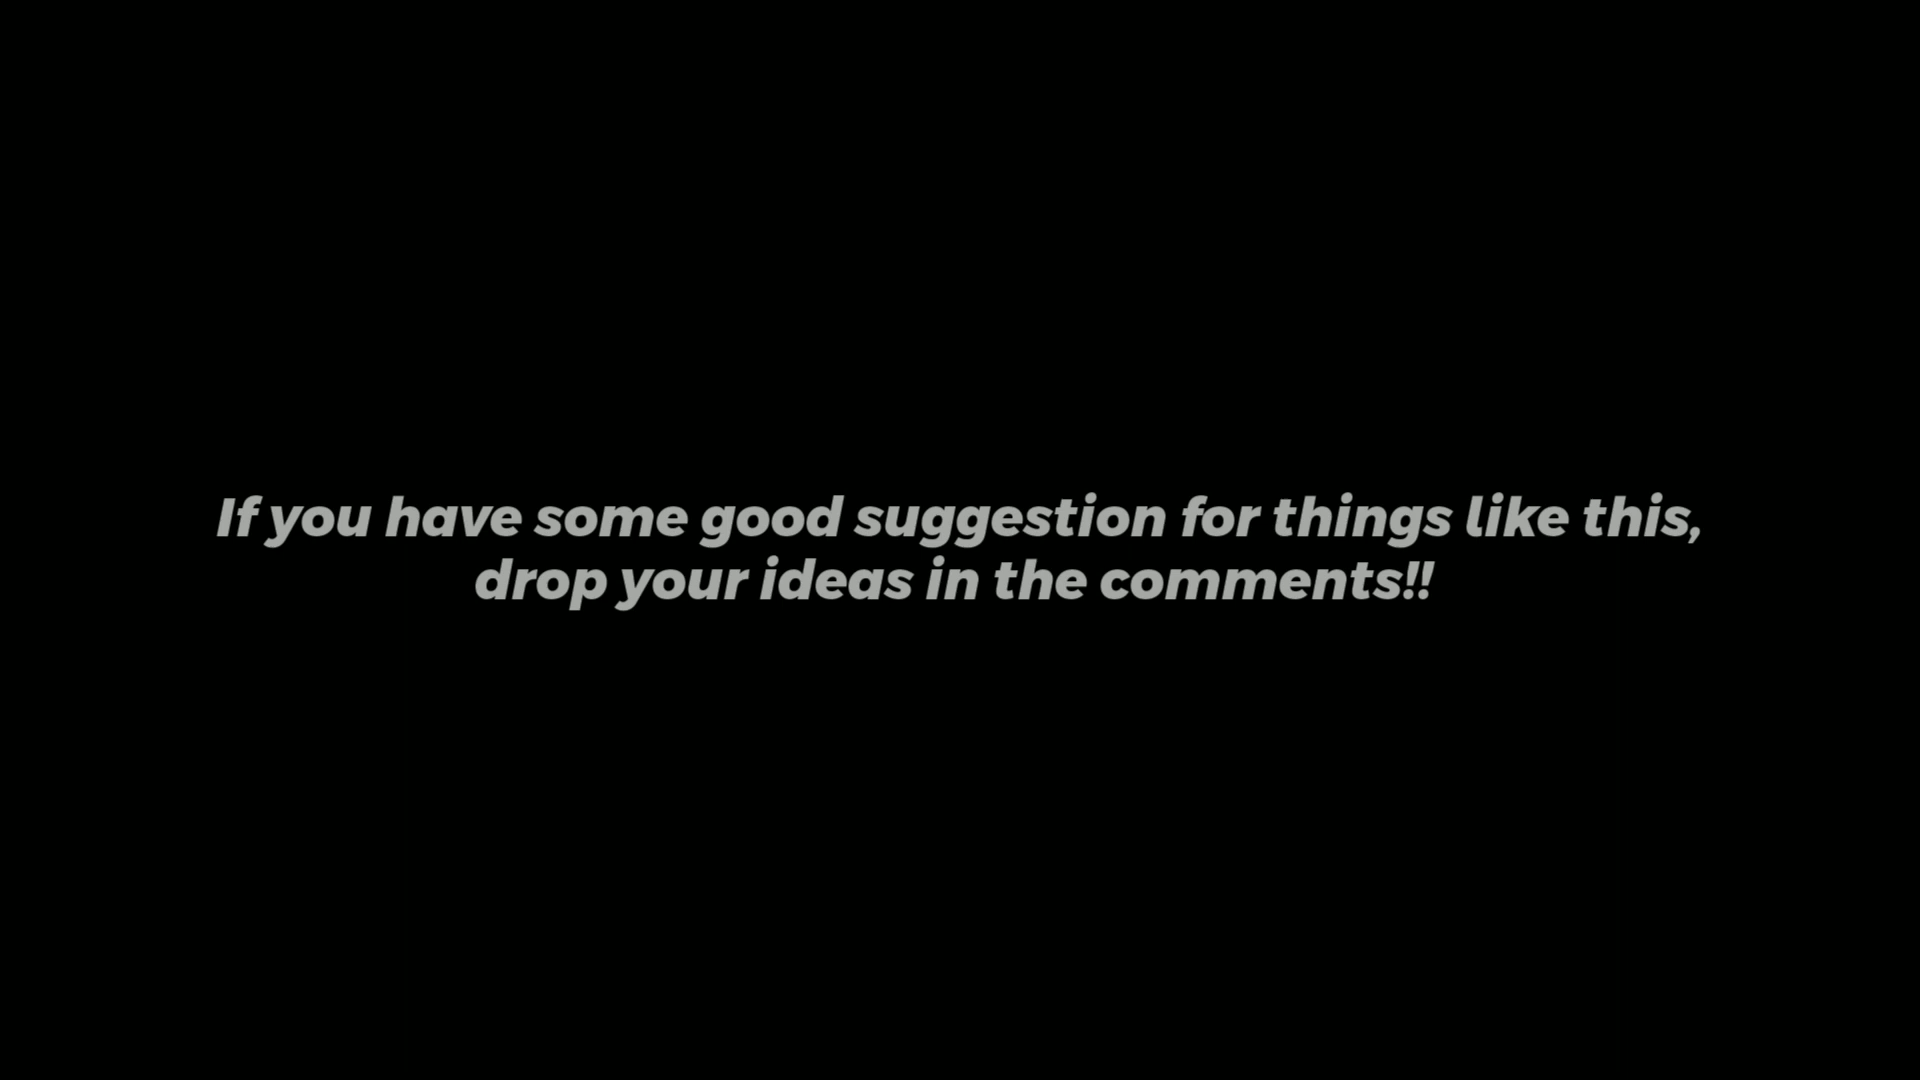 If you have some good suggestion for things like this,
drop your ideas in the comments!!